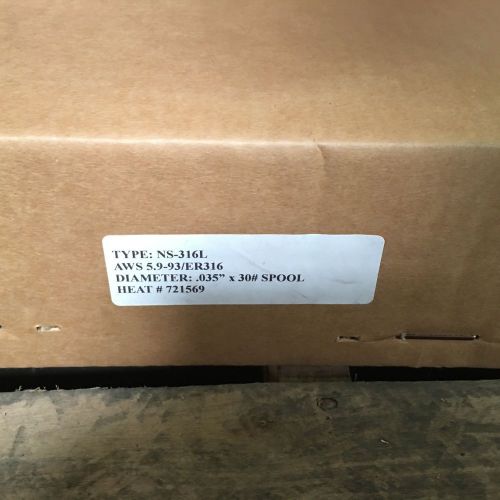 TYPE: NS-316L
AWS 5.9-93/ER316
DIAMETER: .035” x 30# SPOOL
HEAT # 721569